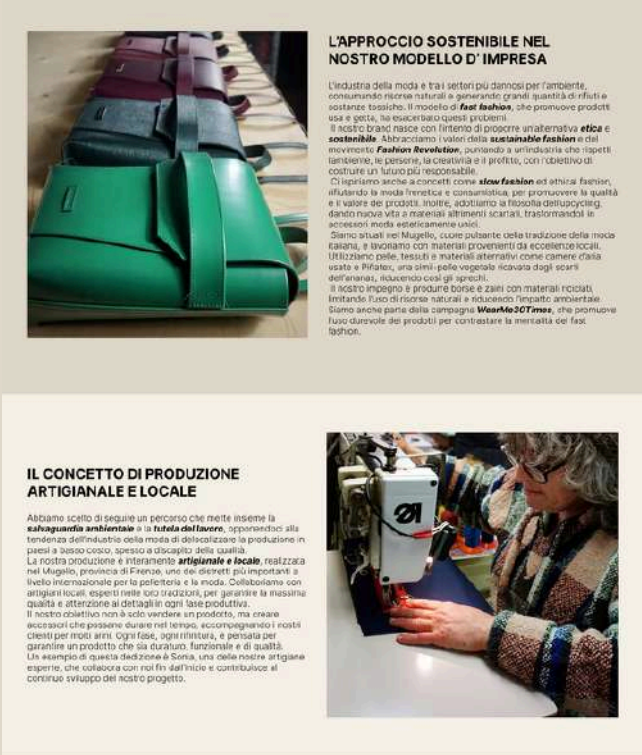 L'APPROCCIO SOSTENIBILE NEL
NOSTRO MODELLO D' IMPRESA
L'industria della moda è tra i settori più dannosi per l'ambiente,
consumando risorse naturali e generando grandi quantità di rifiuti e
sostanze tossiche. Il modello di fast fashion, che promuove prodotti
usa e getta, ha esacerbato questi problemi.
Il nostro brand nasce con l'intento di proporre un'alternativa etica e
sostenibile. Abbracciamo i valori della sustainable fashion e del
movimento Fashion Revolution, puntando a un'industria che rispetti
l'ambiente, le persone, la creatività e il profitto, con l'obiettivo di
costruire un futuro più responsabile.
Ci ispiriamo anche a concetti come slow fashion ed ethical fashion,
rifiutando la moda frenetica e consumistica, per promuovere la qualità
e il valore dei prodotti. Inoltre, adottiamo la filosofia dell'upcycling,
dando nuova vita a materiali altrimenti scartati, trasformandoli in
accessori moda esteticamente unici.
Siamo situati nel Mugello, cuore pulsante della tradizione della moda
italiana, e lavoriamo con materiali provenienti da eccellenze locali.
Utilizziamo pelle, tessuti e materiali alternativi come camere d'aria
usate e Piñatex, una simil-pelle vegetale ricavata dagli scarti
dell'ananas, riducendo così gli sprechi.
Il nostro impegno è produrre borse e zaini con materiali riciclati,
limitando l'uso di risorse naturali e riducendo l'impatto ambientale.
Siamo anche parte della campagna WearMe30Times, che promuove
l'uso durevole dei prodotti per contrastare la mentalità del fast
fashion.
IL CONCETTO DI PRODUZIONE
ARTIGIANALE E LOCALE
Abbiamo scelto di seguire un percorso che mette insieme la
salvaguardia ambientale e la tutela del lavoro, opponendoci alla
tendenza dell'industria della moda di delocalizzare la produzione in
paesi a basso costo, spesso a discapito della qualità.
La nostra produzione è interamente artigianale e locale, realizzata
nel Mugello, provincia di Firenze, uno dei distretti più importanti a
livello internazionale per la pelletteria e la moda. Collaboriamo con
artigiani locali, esperti nelle loro tradizioni, per garantire la massima
qualità e attenzione ai dettagli in ogni fase produttiva.
Il nostro obiettivo non è solo vendere un prodotto, ma creare
accessori che possano durare nel tempo, accompagnando i nostri
clienti per molti anni. Ogni fase, ogni rifinitura, è pensata per
garantire un prodotto che sia duraturo, funzionale e di qualità.
Un esempio di questa dedizione è Sonia, una delle nostre artigiane
esperte, che collabora con noi fin dall'inizio e contribuisce al
continuo sviluppo del nostro progetto.